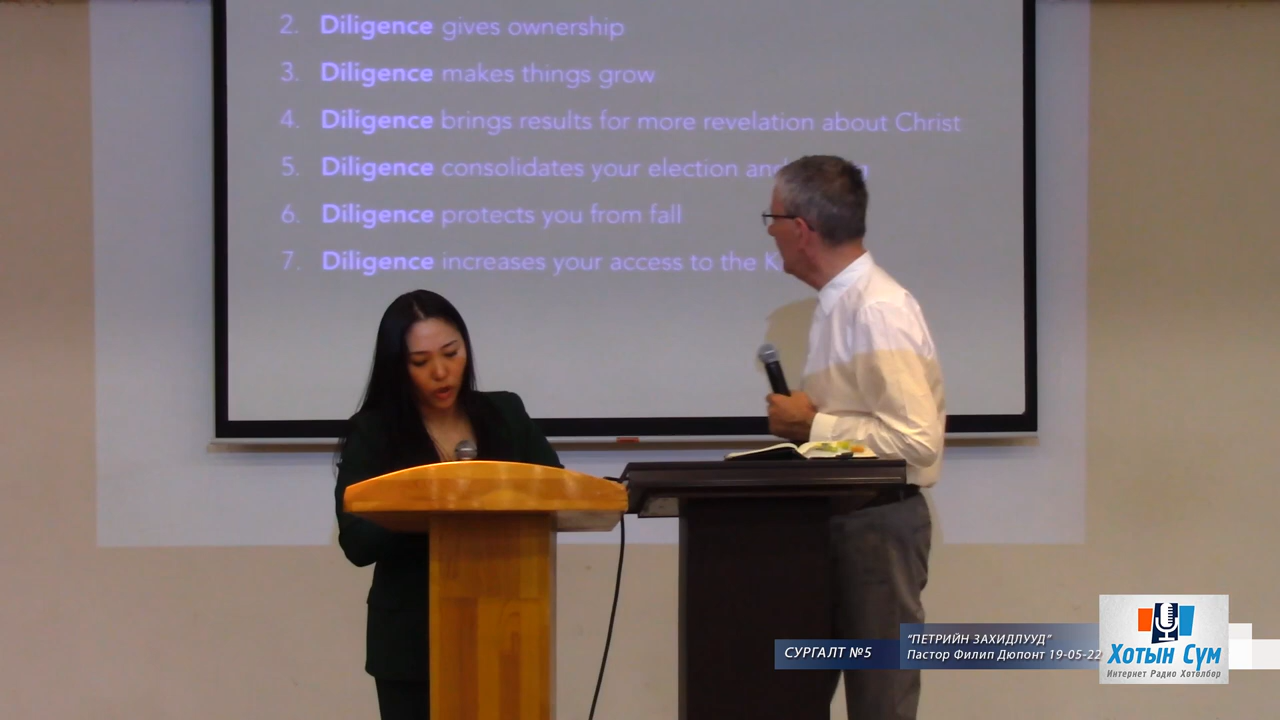 2. Diligence gives ownership
3. Diligence makes things grow
4. Diligence brings results for more revelation about Christ
5. Diligence consolidates your election and
6. Diligence protects you from fall
7. Diligence increases your access to the
СУРГАЛТ №5
"ПЕТРИЙН ЗАХИДЛУУД"
Пастор Филип Дюпонт 19-05-22
Хотын Сүм
Интернет Радио Хөтөлбөр